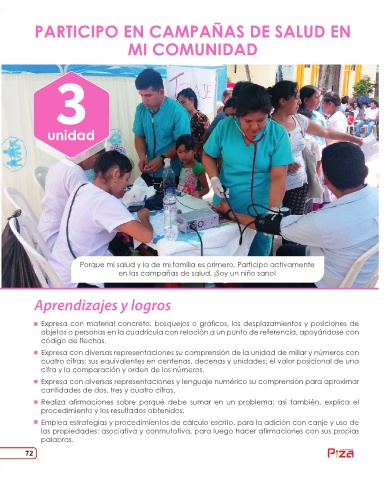 PARTICIPO EN CAMPAÑAS DE SALUD EN
MI COMUNIDAD
3
unidad
Porque mi salud y la de mi familia es primero. Participo activamente
en las campañas de salud. ¡Soy un niño sano!
Aprendizajes y logros
Expresa con material concreto, bosquejos o gráficos, los desplazamientos y posiciones de
objetos o personas en la cuadrícula con relación a un punto de referencia, apoyándose con
código de flechas.
Expresa con diversas representaciones su comprensión de la unidad de millar y números con
cuatro cifras; sus equivalentes en centenas, decenas y unidades; el valor posicional de una
cifra y la comparación y orden de los números.
Expresa con diversas representaciones y lenguaje numérico su comprensión para aproximar
cantidades de dos, tres y cuatro cifras.
Realiza afirmaciones sobre porqué debe sumar en un problema; así también, explica el
procedimiento y los resultados obtenidos.
Emplea estrategias y procedimientos de cálculo escrito, para la adición con canje y uso de
las propiedades: asociativa y conmutativa, para luego hacer afirmaciones con sus propias
palabras.
72